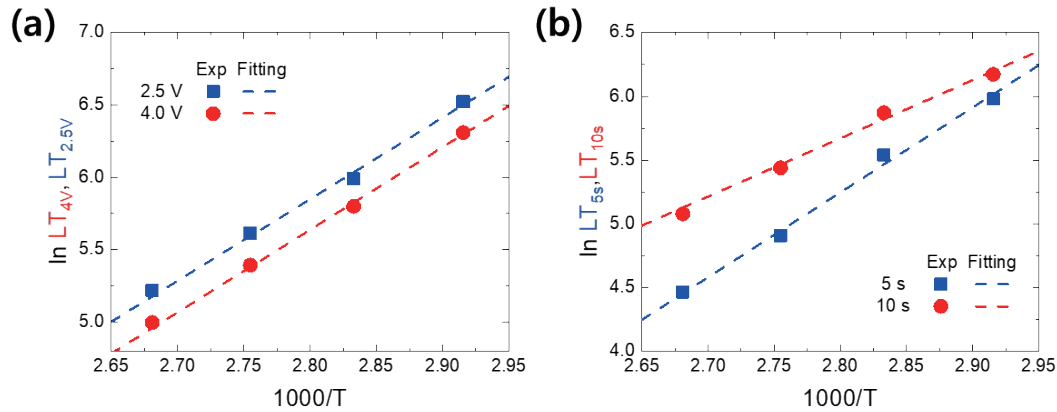 (a)
7.0
6.5
6.0
5.5
5.0
ln LT4V, LT2.5V
Exp Fitting
2.5 V
4.0 V
2.65 2.70 2.75 2.80 2.85 2.90 2.95
1000/T
(b)
6.5
6.0
5.5
5.0
4.5
4.0
ln LT5s,LT10s
Exp Fitting
5 s
10 s
2.65 2.70 2.75 2.80 2.85 2.90 2.95
1000/T